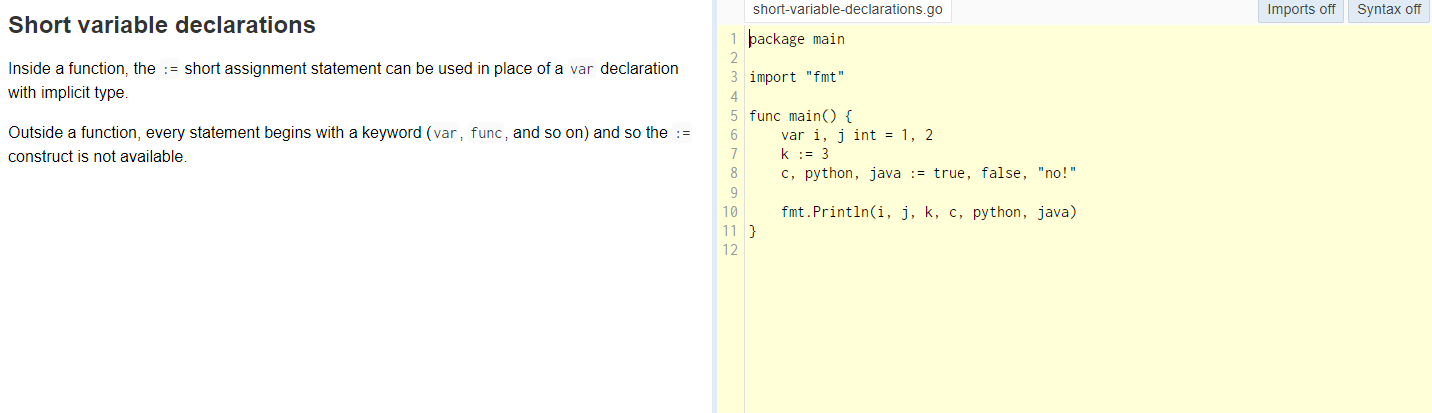 Short variable declarations
Inside a function, the := short assignment statement can be used in place of a var declaration
with implicit type.
Outside a function, every statement begins with a keyword (var, func, and so on) and so the :=
construct is not available.
short-variable-declarations.go
Imports off
Syntax off
1 package main
2
3 import "fmt"
4
5 func main() {
6     var i, j int = 1, 2
7     k := 3
8     c, python, java := true, false, "no!"
9
10     fmt.Println(i, j, k, c, python, java)
11 }
12